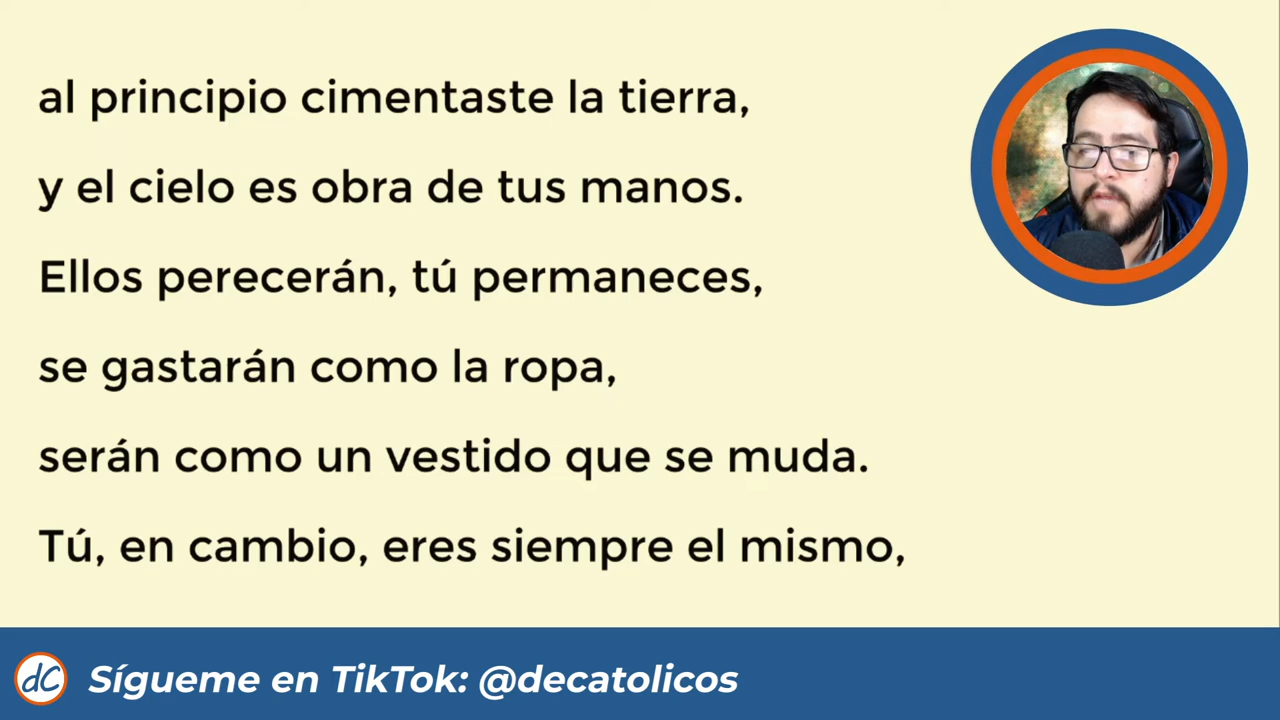 al principio cimentaste la tierra,
y el cielo es obra de tus manos.
Ellos perecerán, tú permaneces,
se gastarán como la ropa,
serán como un vestido que se muda.
Tú, en cambio, eres siempre el mismo,
dC Sígueme en TikTok: @decatolicos